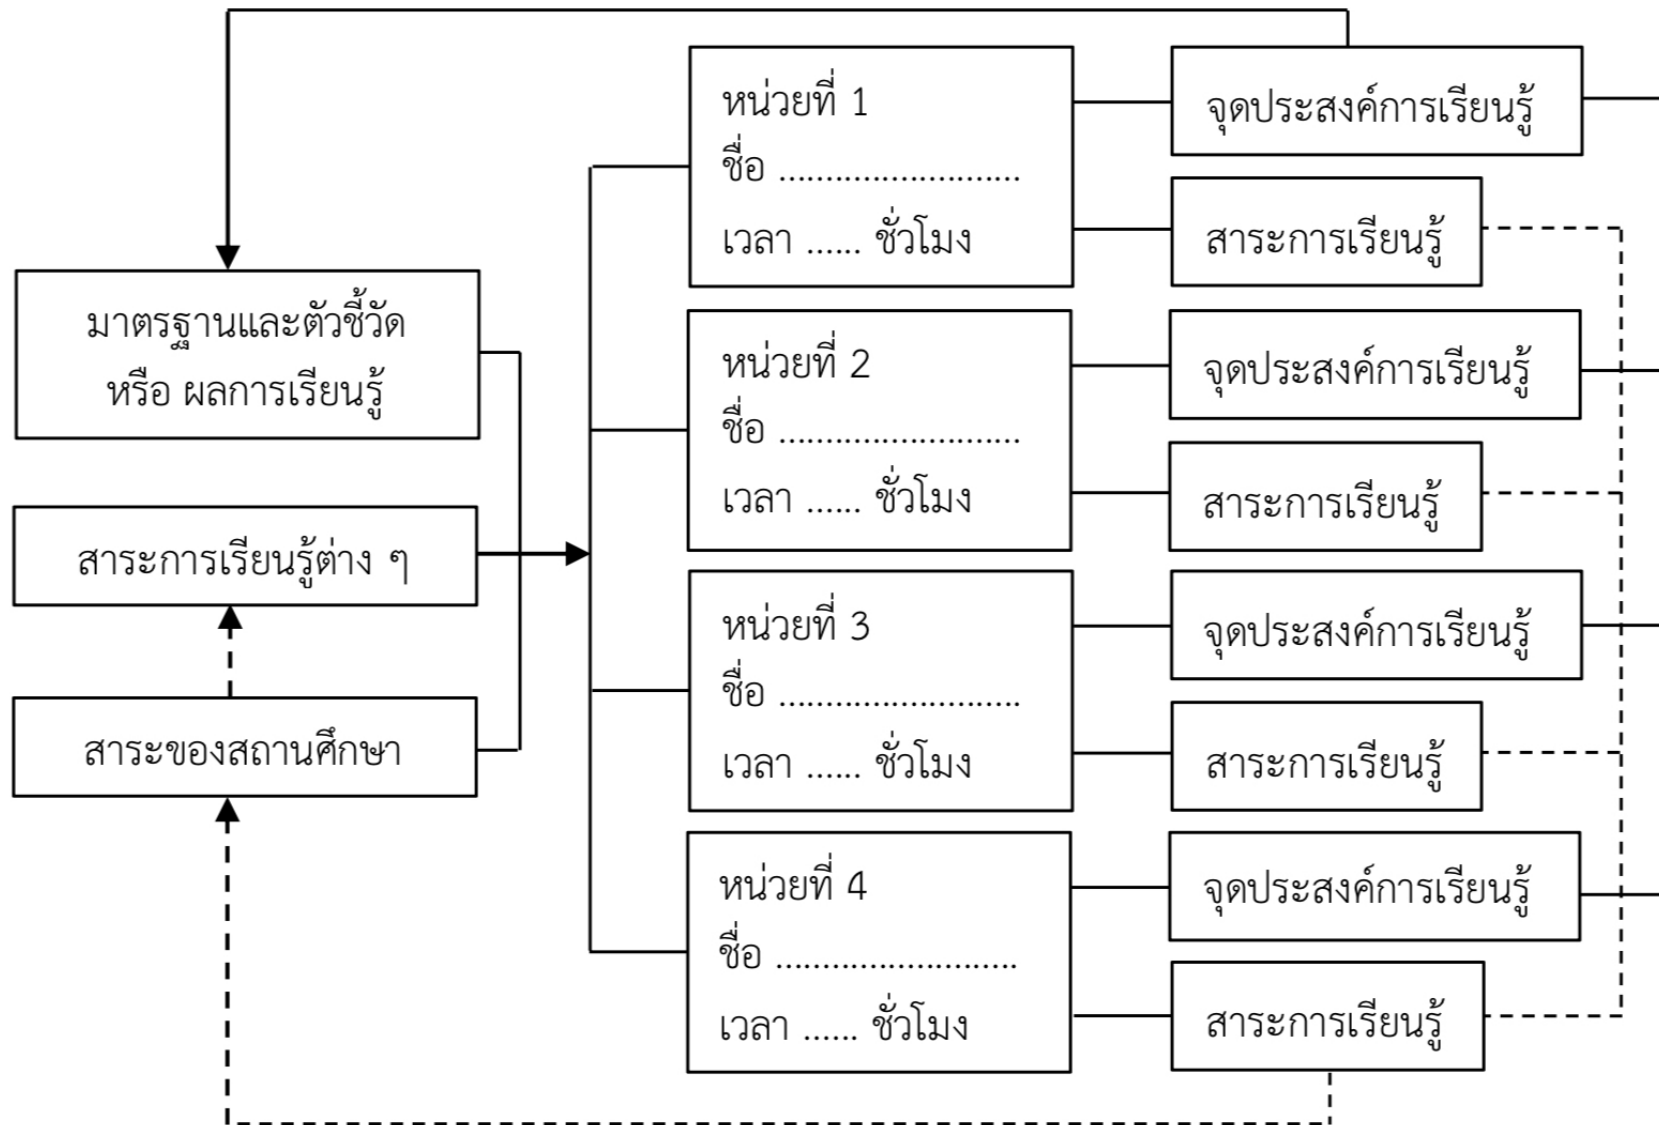 มาตรฐานและตัวชี้วัด
หรือ ผลการเรียนรู้
สาระการเรียนรู้ต่าง ๆ
สาระของสถานศึกษา
หน่วยที่ 1
ชื่อ ..........................
เวลา ...... ชั่วโมง
จุดประสงค์การเรียนรู้
สาระการเรียนรู้
หน่วยที่ 2
ชื่อ ..........................
เวลา ...... ชั่วโมง
จุดประสงค์การเรียนรู้
สาระการเรียนรู้
หน่วยที่ 3
ชื่อ ..........................
เวลา ...... ชั่วโมง
จุดประสงค์การเรียนรู้
สาระการเรียนรู้
หน่วยที่ 4
ชื่อ ..........................
เวลา ...... ชั่วโมง
จุดประสงค์การเรียนรู้
สาระการเรียนรู้